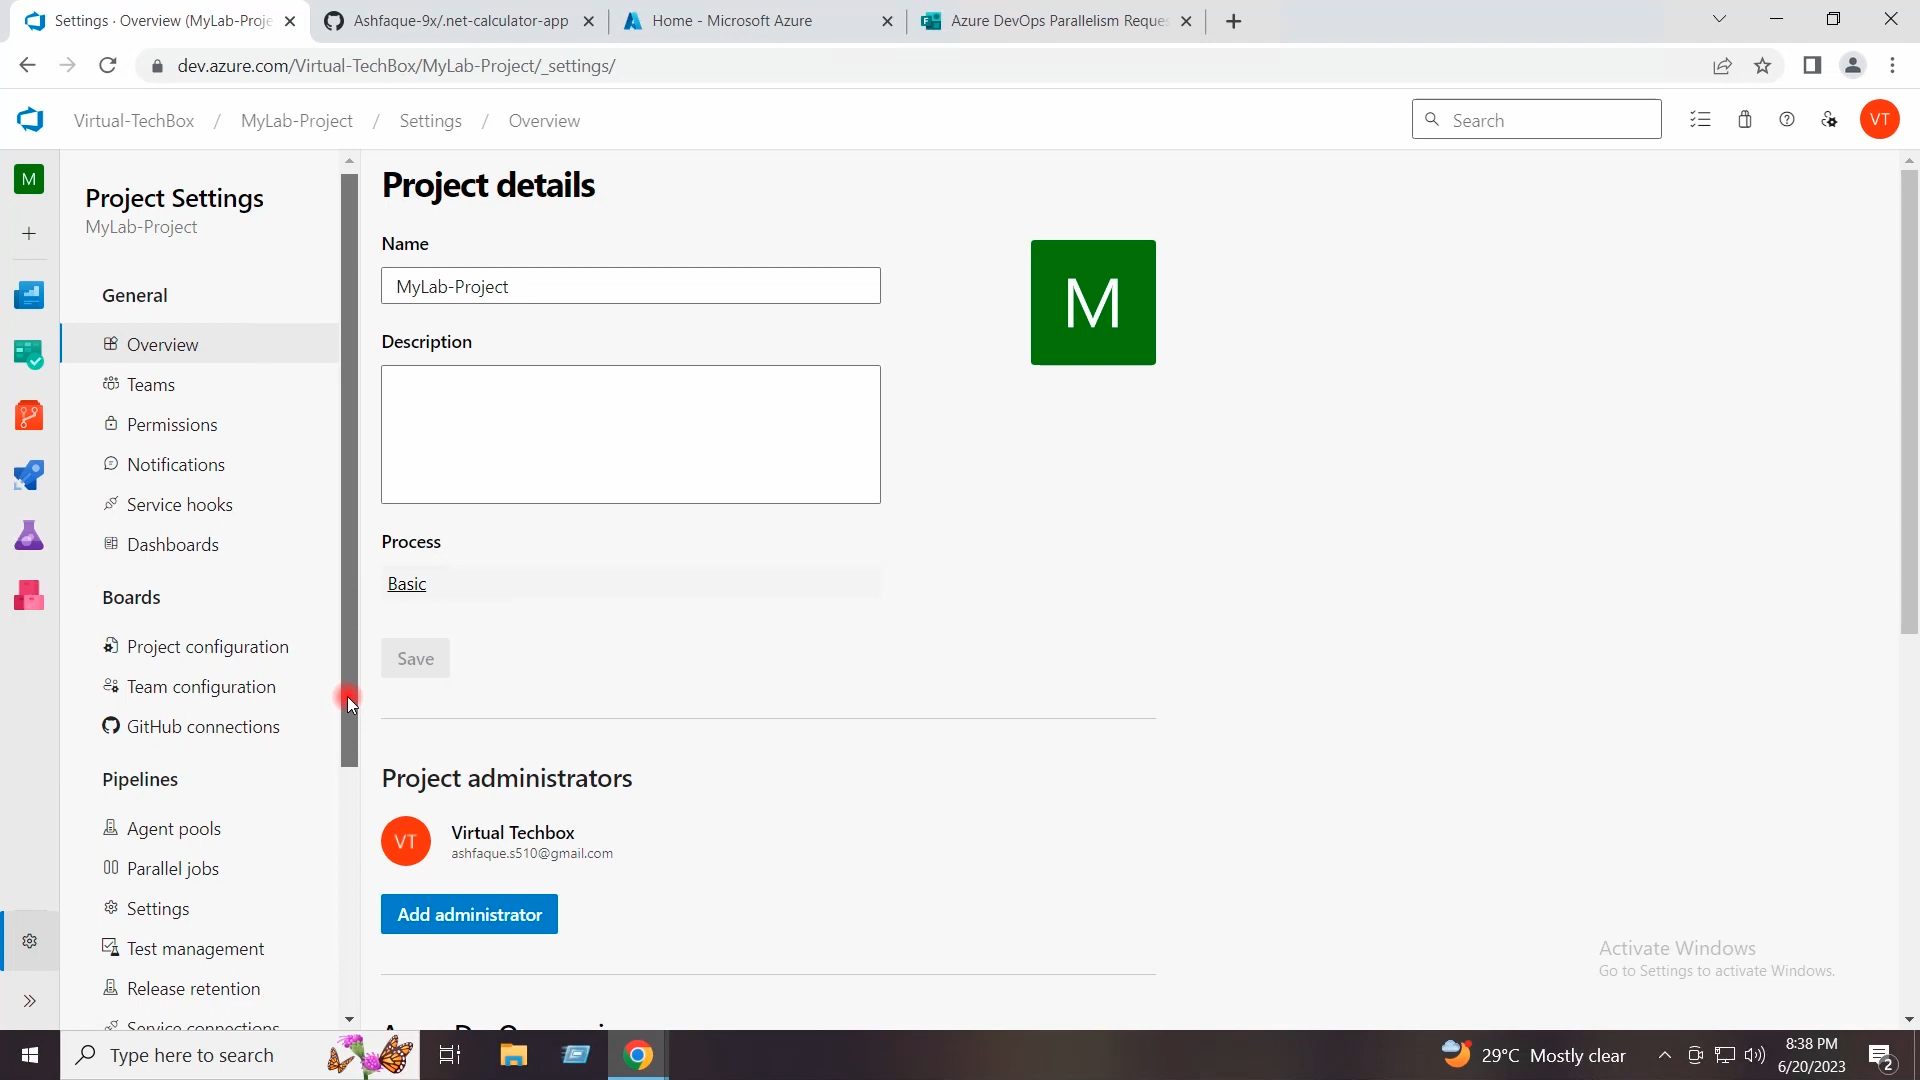 Settings · Overview (MyLab-Proje
Ashfaque-9x/.net-calculator-app
Home - Microsoft Azure
Azure DevOps Parallelism Reques
dev.azure.com/Virtual-TechBox/MyLab-Project/_settings/
Virtual-TechBox / MyLab-Project / Settings / Overview
Search
VT
M
Project Settings
MyLab-Project
General
Overview
Teams
Permissions
Notifications
Service hooks
Dashboards
Boards
Project configuration
Team configuration
GitHub connections
Pipelines
Agent pools
Parallel jobs
Settings
Test management
Release retention
Service connections
Project details
Name
MyLab-Project
M
Description
Process
Basic
Save
Project administrators
VT
Virtual Techbox
ashfaque.s510@gmail.com
Add administrator
Activate Windows
Go to Settings to activate Windows.
Type here to search
29°C Mostly clear
8:38 PM
6/20/2023
2